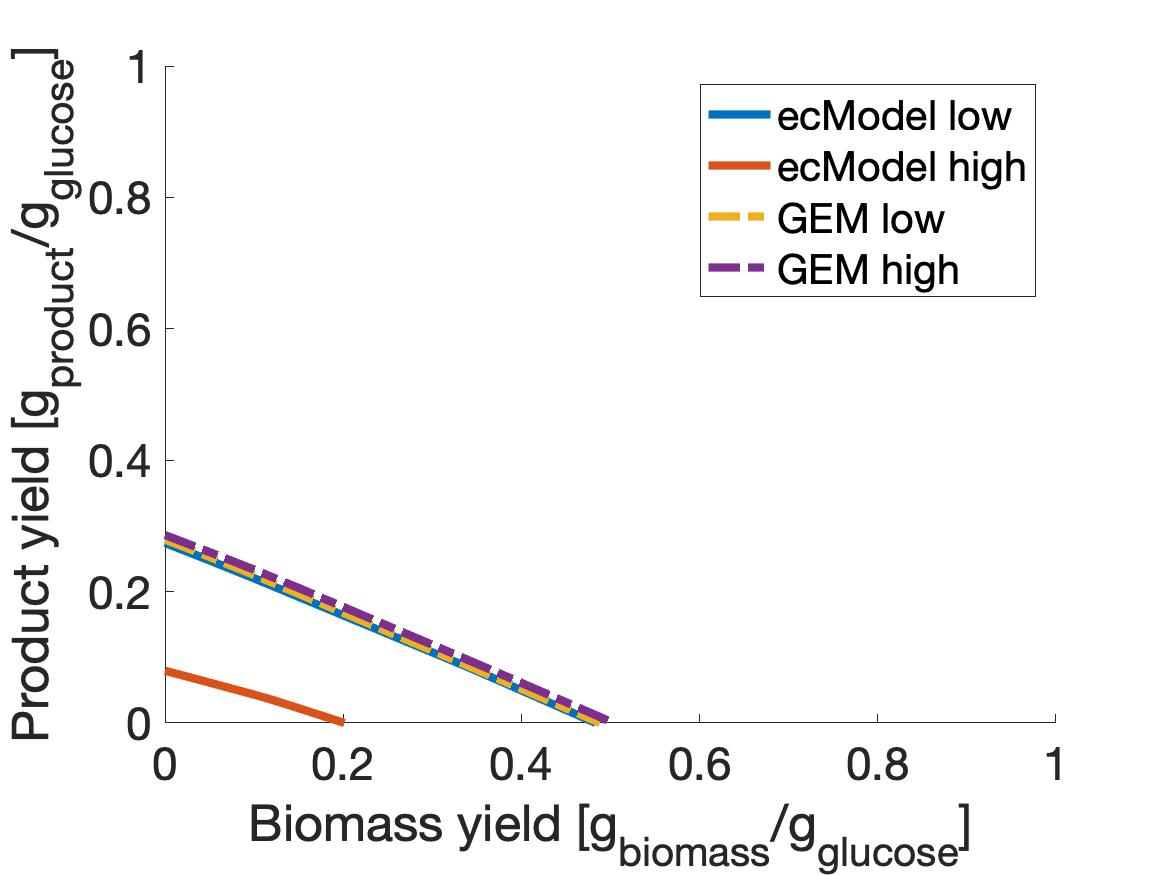 Product yield [gproduct/gglucose]
1
0.8
0.6
0.4
0.2
0
0 0.2 0.4 0.6 0.8 1
Biomass yield [gbiomass/gglucose]
ecModel low
ecModel high
GEM low
GEM high